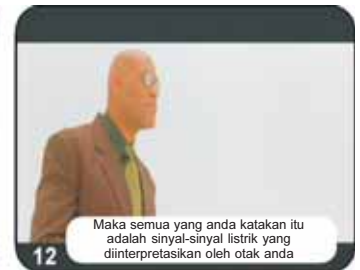 Maka semua yang anda katakan itu
adalah sinyal-sinyal listrik yang
diinterpretasikan oleh otak anda
12